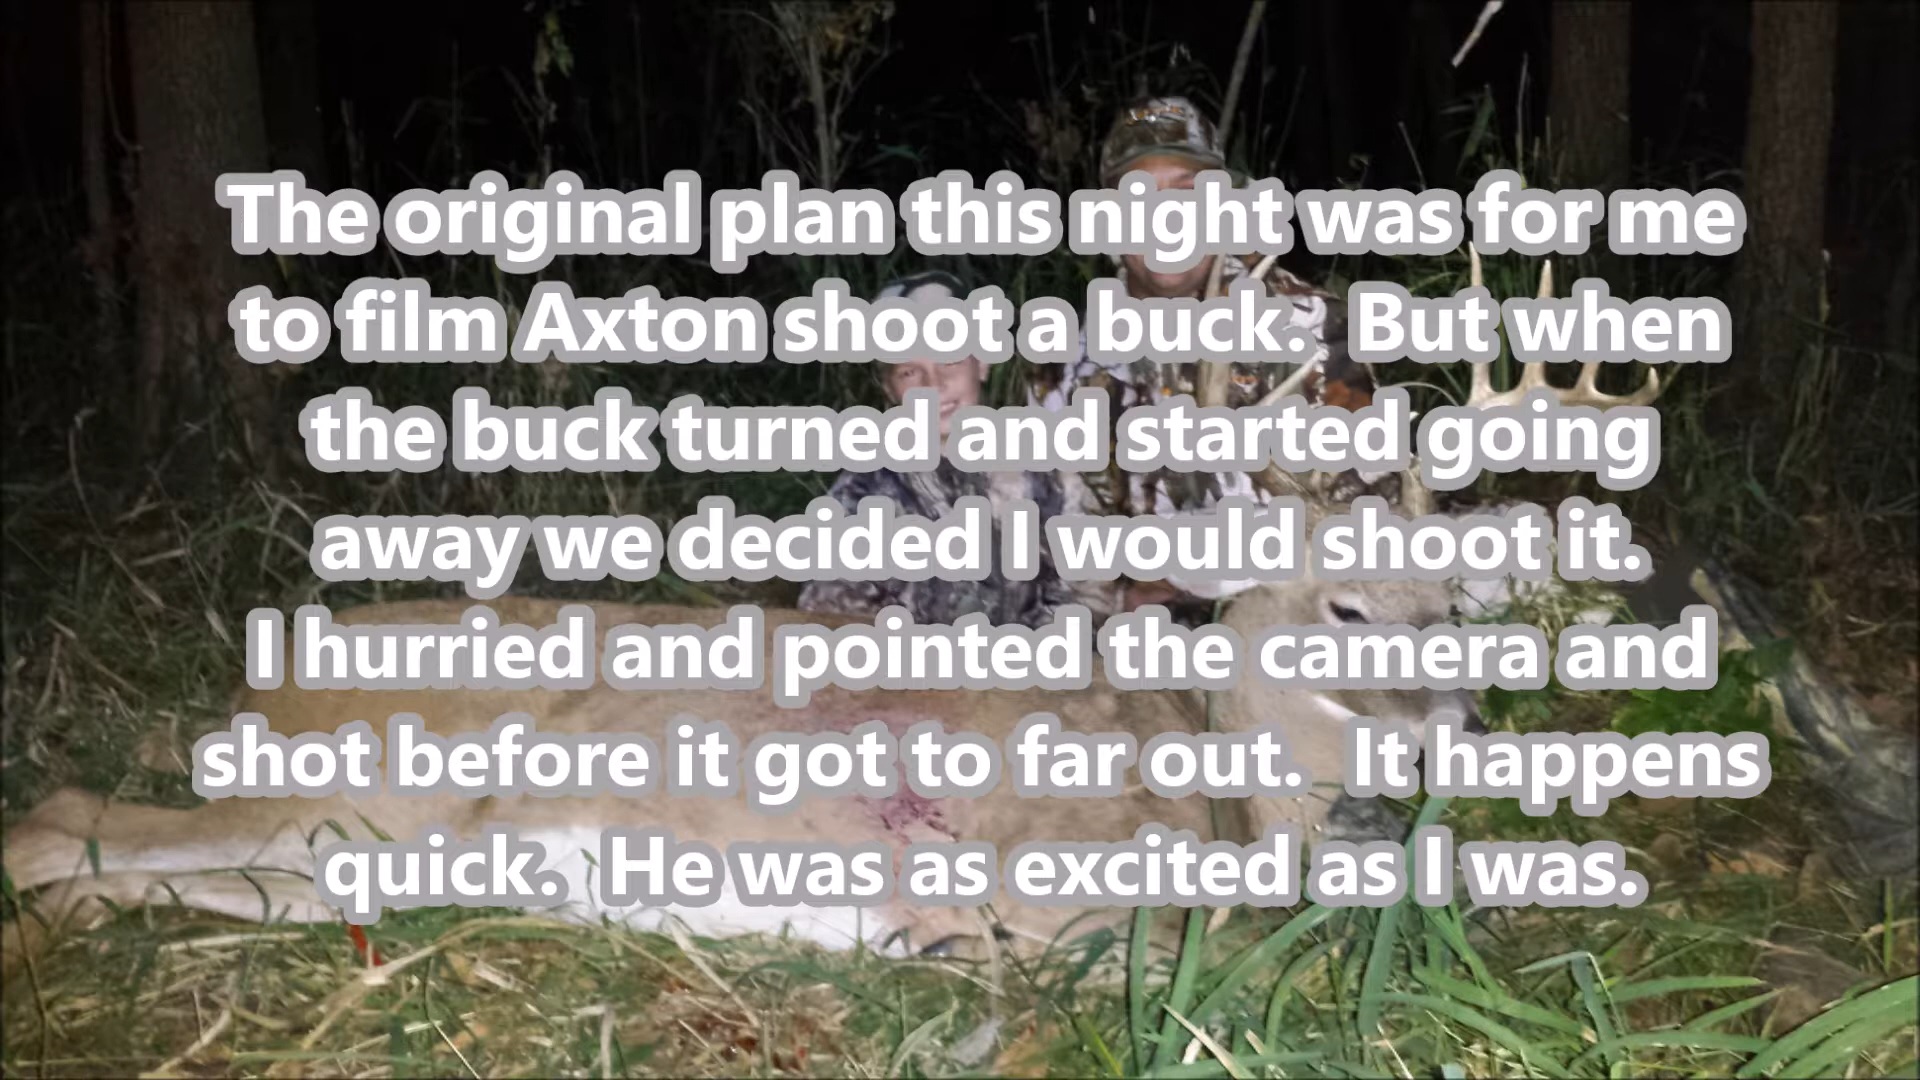 The original plan this night was for me
to film Axton shoot a buck.  But when
the buck turned and started going
away we decided I would shoot it.
I hurried and pointed the camera and
shot before it got to far out.  It happens
quick.  He was as excited as I was.